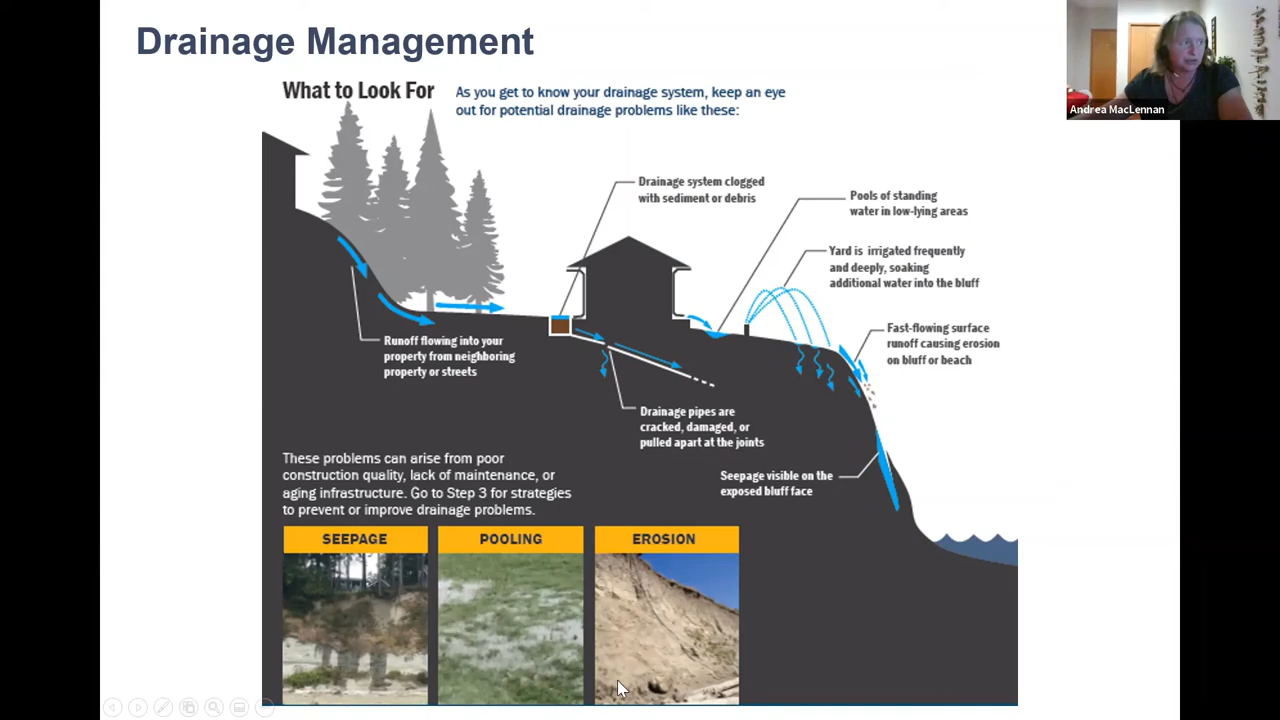 Drainage Management
What to Look For
As you get to know your drainage system, keep an eye
out for potential drainage problems like these:
Andrea MacLennan
Drainage system clogged
with sediment or debris
Pools of standing
water in low-lying areas
Yard is irrigated frequently
and deeply, soaking
additional water into the bluff
Fast-flowing surface
runoff causing erosion
on bluff or beach
Runoff flowing into your
property from neighboring
property or streets
Drainage pipes are
cracked, damaged, or
pulled apart at the joints
Seepage visible on the
exposed bluff face
These problems can arise from poor
construction quality, lack of maintenance, or
aging infrastructure. Go to Step 3 for strategies
to prevent or improve drainage problems.
SEEPAGE
POOLING
EROSION